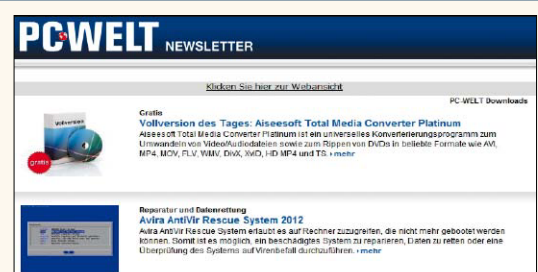 PC WELT NEWSLETTER
Klicken Sie hier zur Webansicht
PC-WELT Downloads
Gratis
Vollversion des Tages: Aiseesoft Total Media Converter Platinum
Aiseesoft Total Media Converter Platinum ist ein universelles Konvertierungsprogramm zum
Umwandeln von Video/Audiodateien sowie zum Rippen von DVDs in beliebte Formate wie AVI,
MP4, MOV, FLV, WMV, DivX, XviD, HD MP4 und TS. › mehr
Vollversion
gratis
Reparatur und Datenrettung
Avira AntiVir Rescue System 2012
Avira AntiVir Rescue System erlaubt es auf Rechner zuzugreifen, die nicht mehr gebootet werden
können. Somit ist es möglich, ein beschädigtes System zu reparieren, Daten zu retten oder eine
Überprüfung des Systems auf Virenbefall durchzuführen. › mehr